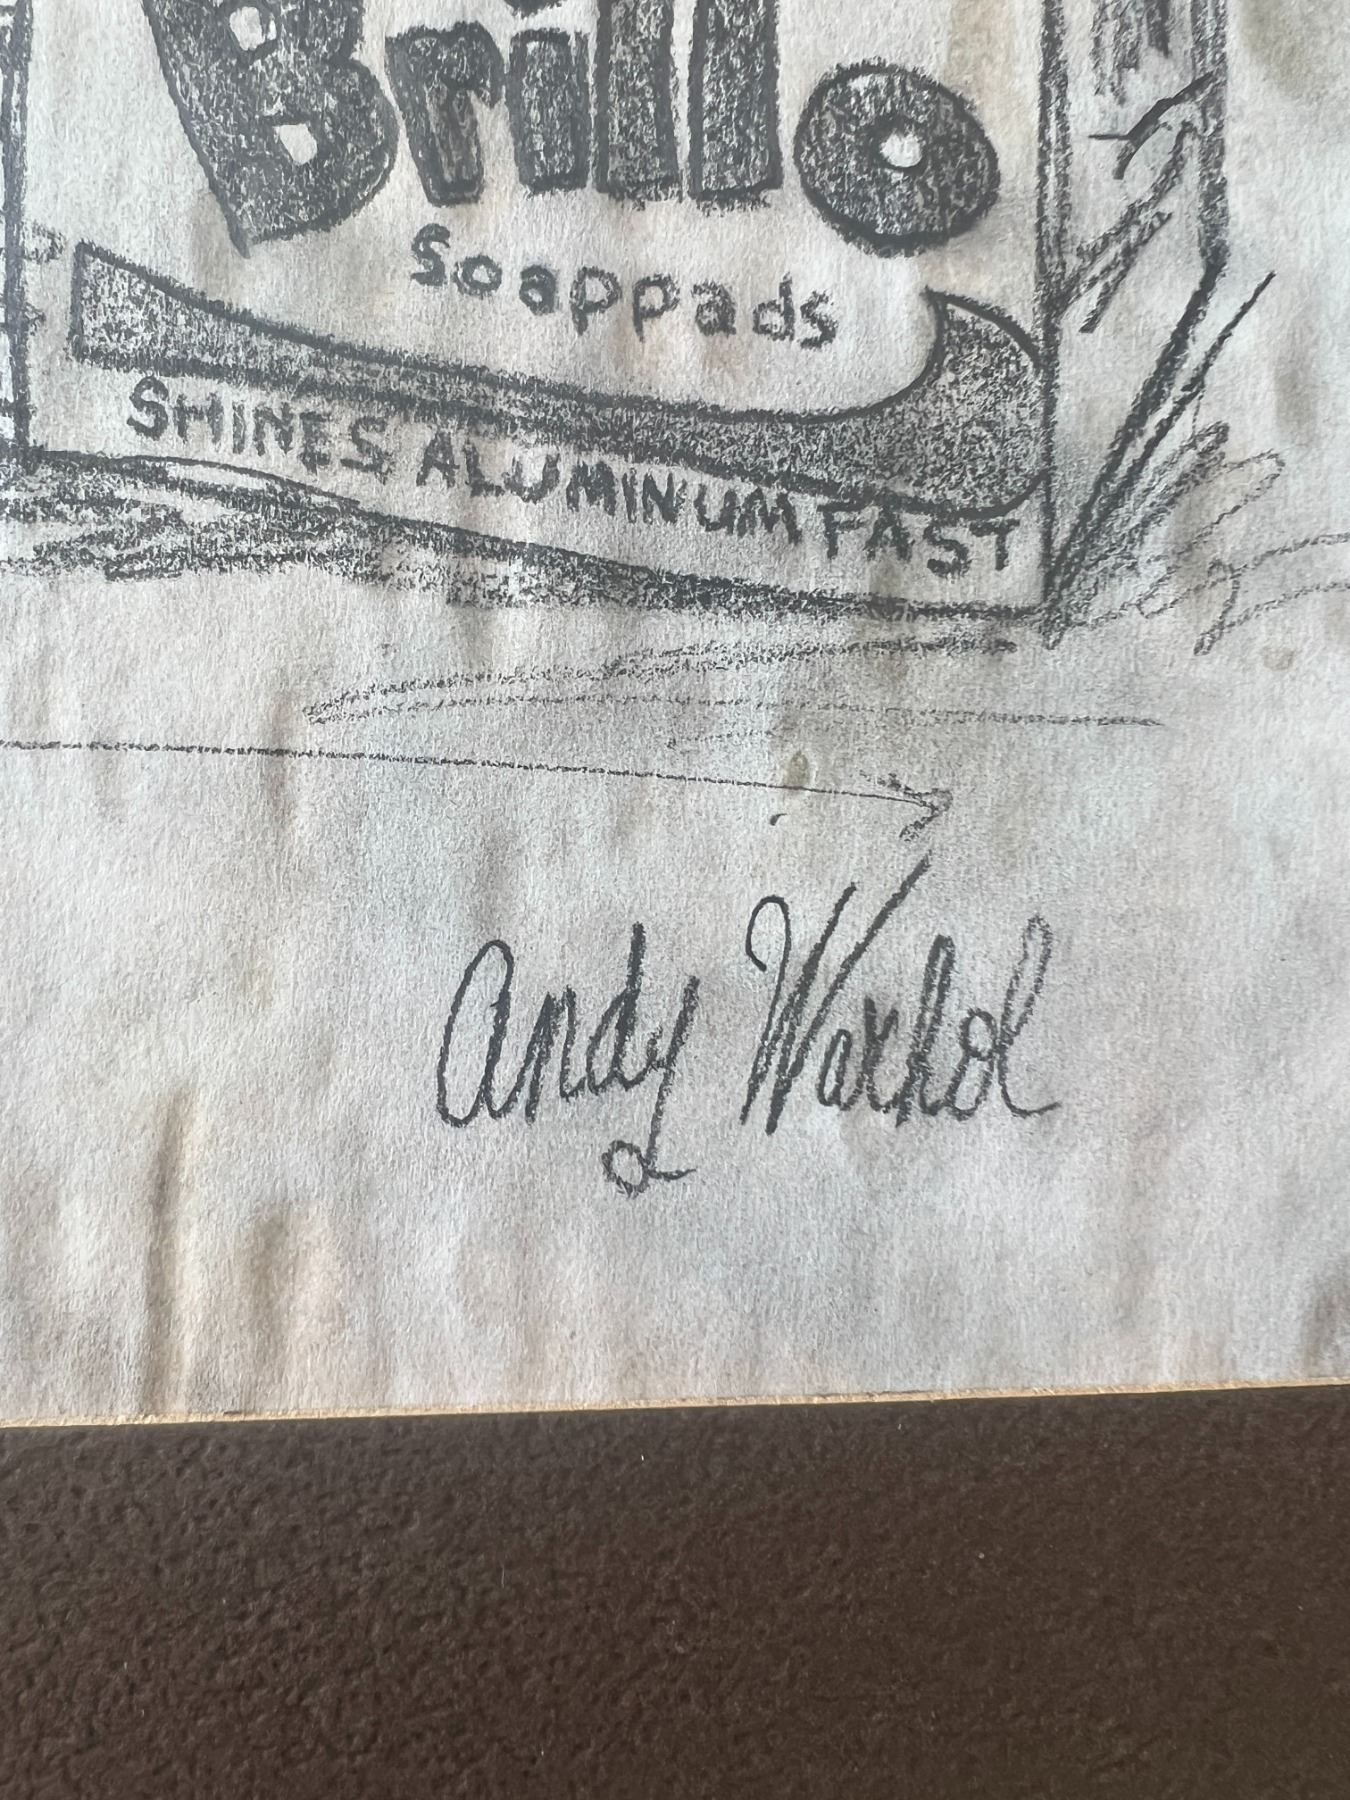 Brillo
Soappads
SHINES ALUMINUM FAST
Andy Warhol